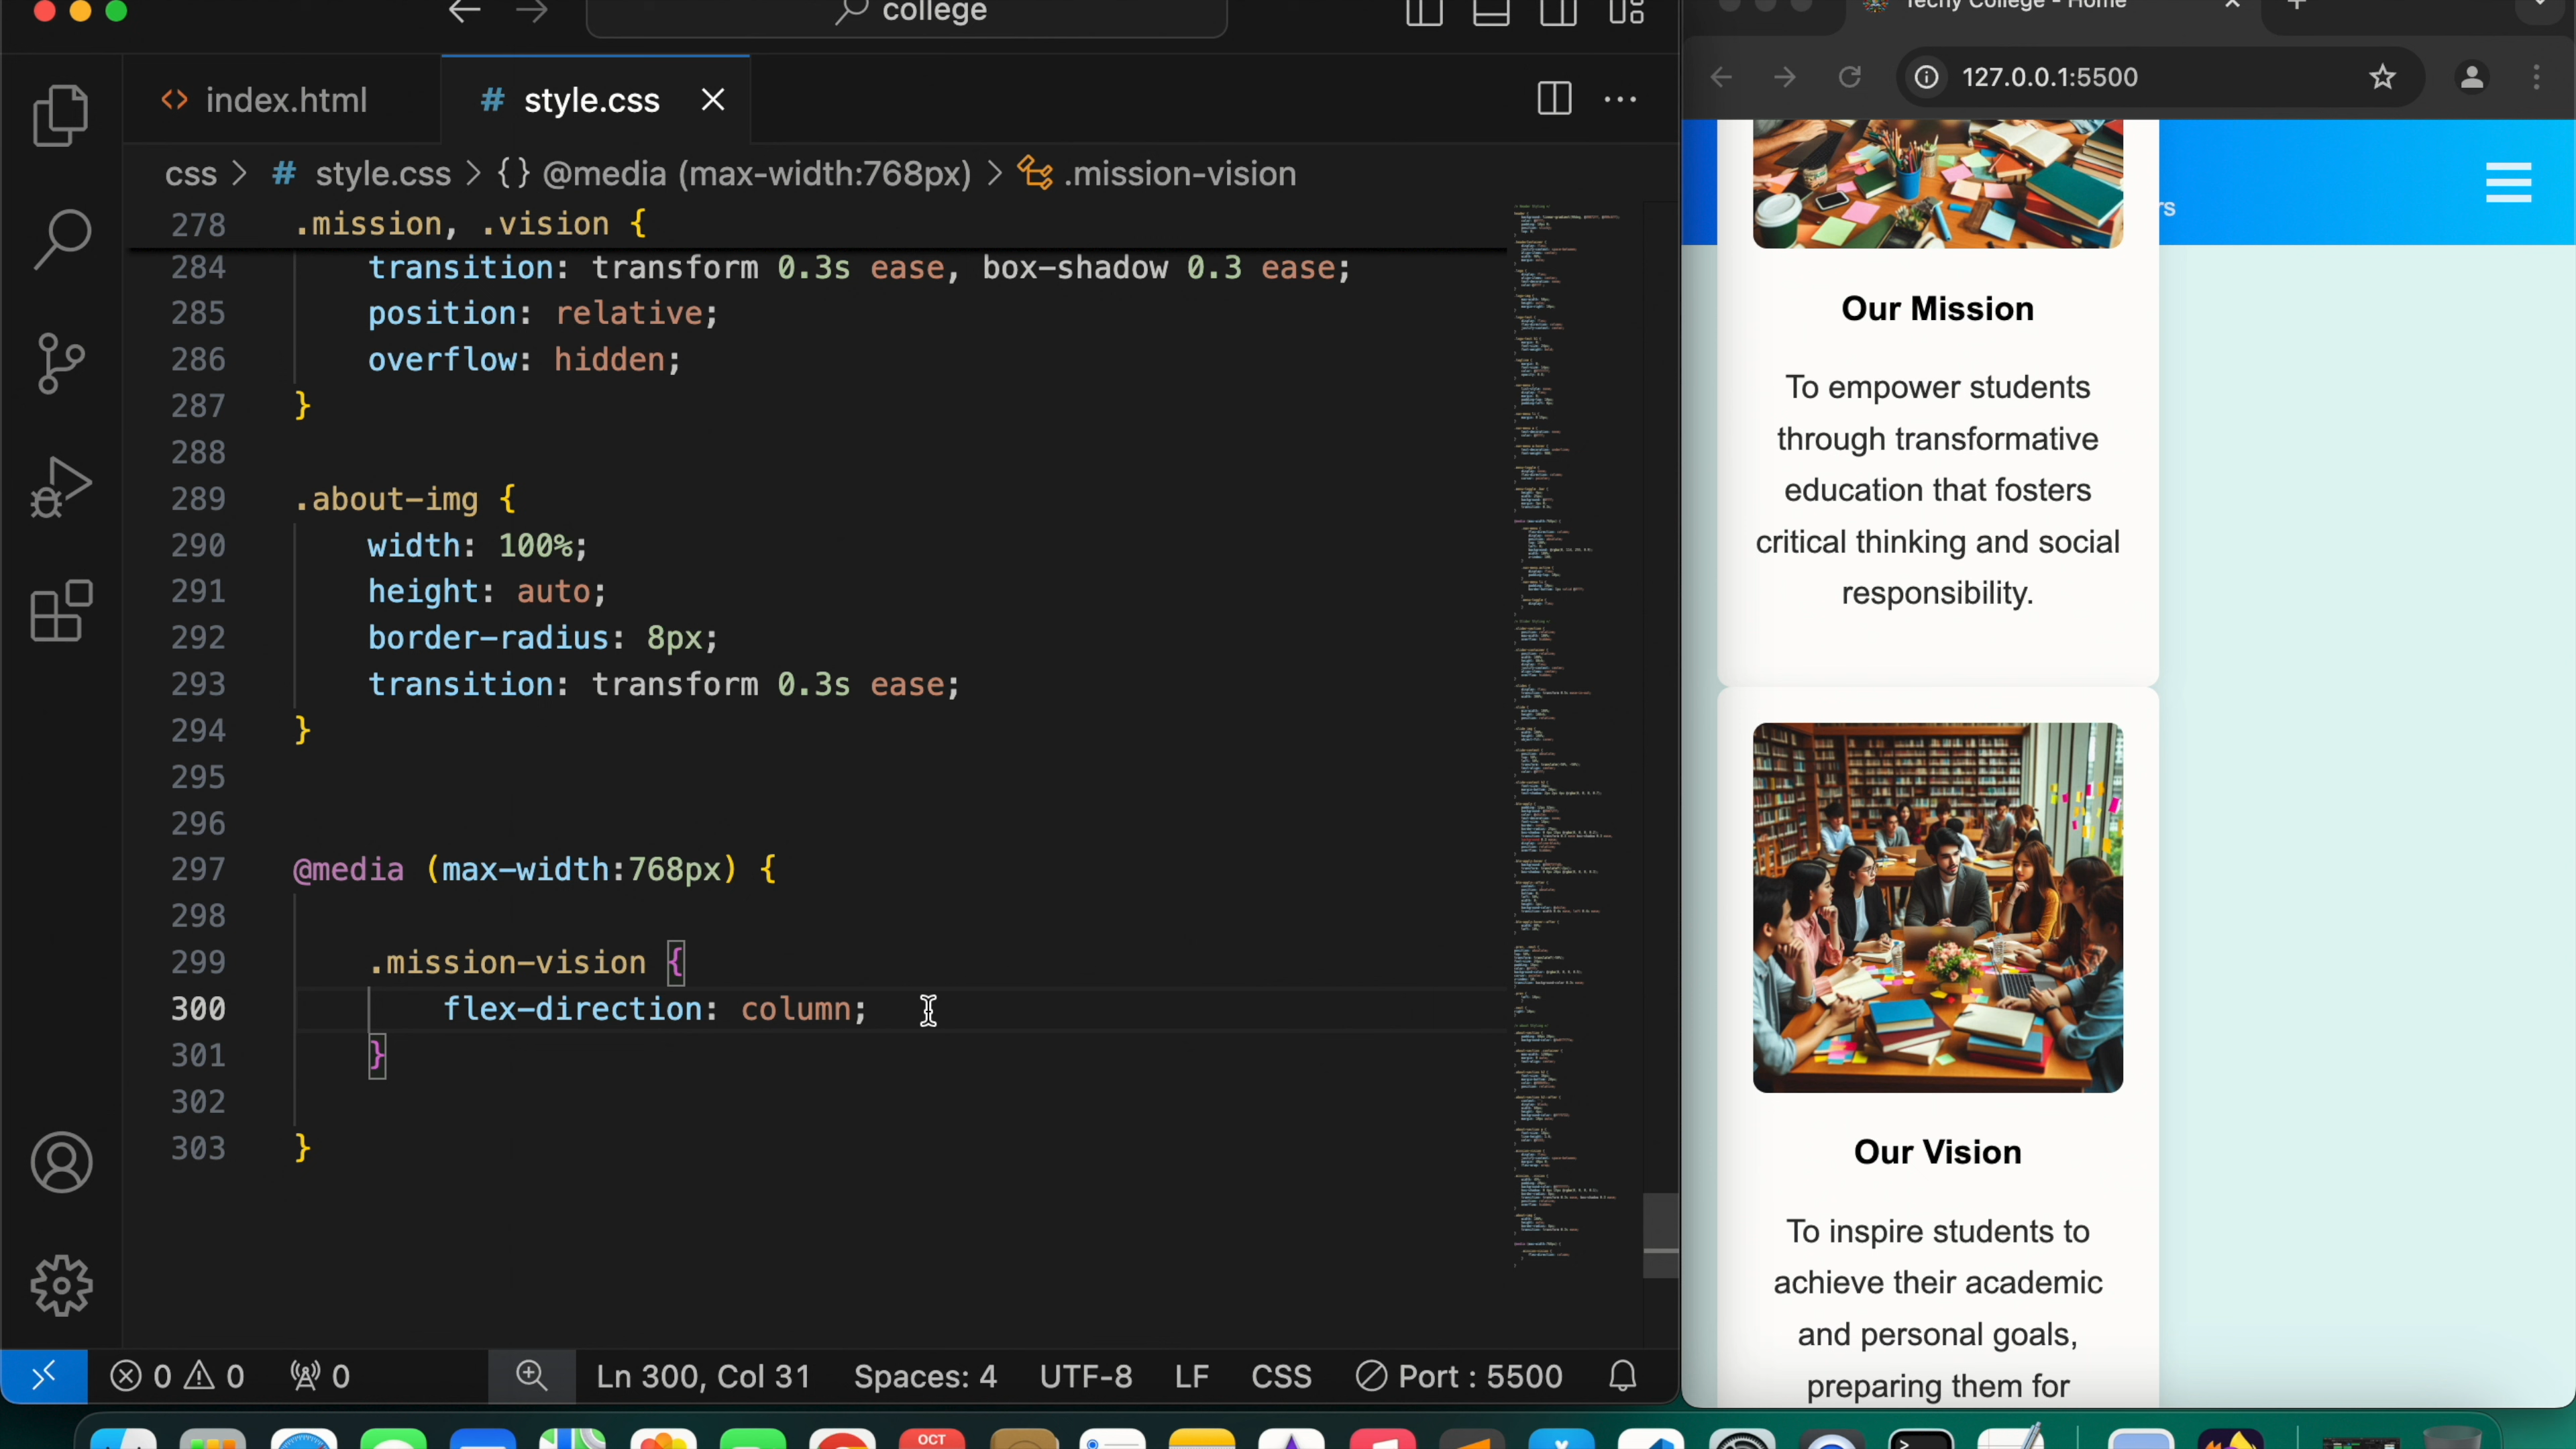 college
Techy College - Home
index.html
# style.css
127.0.0.1:5500
css > # style.css > {} @media (max-width:768px) > .mission-vision
278 .mission, .vision {
284 transition: transform 0.3s ease, box-shadow 0.3 ease;
285 position: relative;
286 overflow: hidden;
287 }
288
289 .about-img {
290 width: 100%;
291 height: auto;
292 border-radius: 8px;
293 transition: transform 0.3s ease;
294 }
295
296
297 @media (max-width:768px) {
298
299 .mission-vision {
300 flex-direction: column;
301 }
302
303 }
rs
Our Mission
To empower students
through transformative
education that fosters
critical thinking and social
responsibility.
Our Vision
To inspire students to
achieve their academic
and personal goals,
preparing them for
0 0 0 Ln 300, Col 31 Spaces: 4 UTF-8 LF CSS Port : 5500
OCT